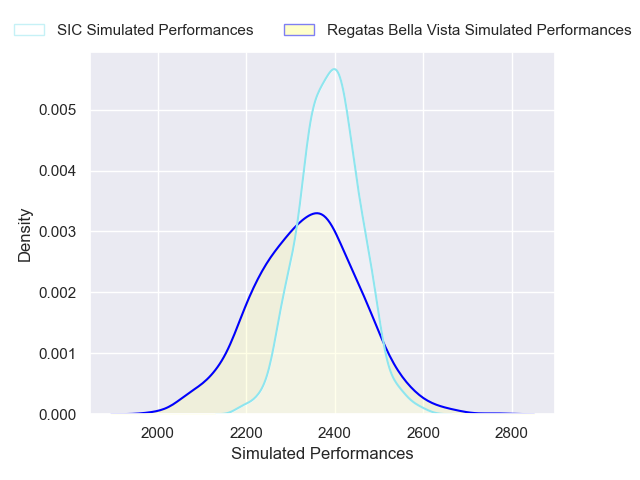 SIC Simulated Performances
Regatas Bella Vista Simulated Performances
Density
0.005
0.004
0.003
0.002
0.001
0.000
2000
2200
2400
2600
2800
Simulated Performances